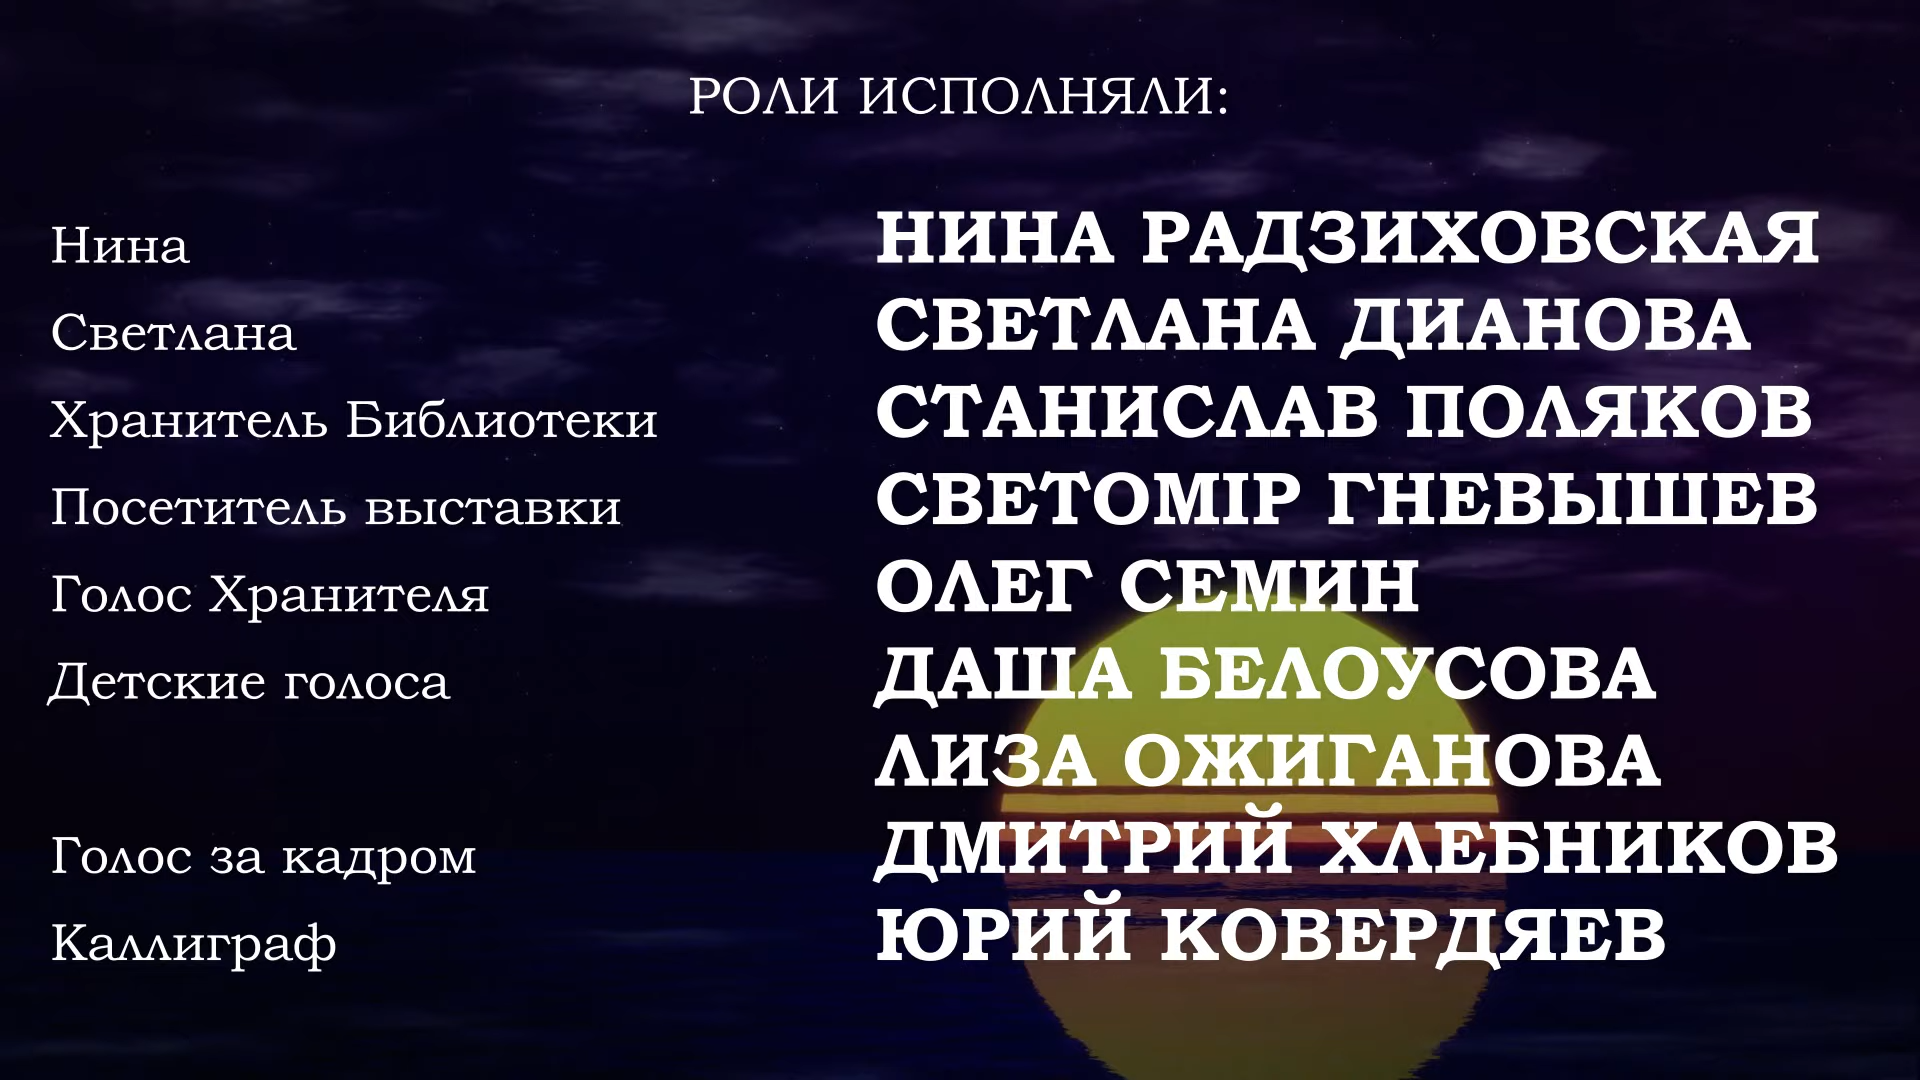 РОЛИ ИСПОЛНЯЛИ:
Нина НИНА РАДЗИХОВСКАЯ
Светлана СВЕТЛАНА ДИАНОВА
Хранитель Библиотеки СТАНИСЛАВ ПОЛЯКОВ
Посетитель выставки СВЕТОМІР ГНЕВЫШЕВ
Голос Хранителя ОЛЕГ СЕМИН
Детские голоса ДАША БЕЛОУСОВА
ЛИЗА ОЖИГАНОВА
Голос за кадром ДМИТРИЙ ХЛЕБНИКОВ
Каллиграф ЮРИЙ КОВЕРДЯЕВ